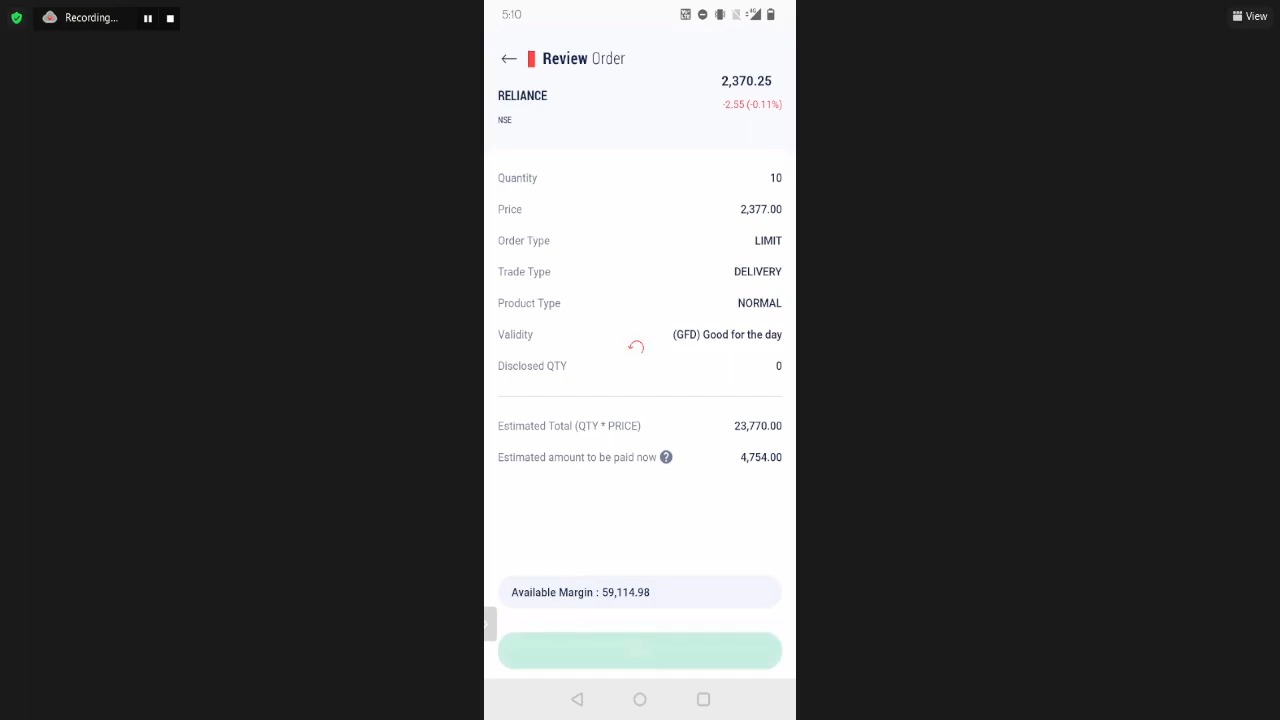 Recording...
View
5:10
4G
Review Order
2,370.25
RELIANCE
-2.55 (-0.11%)
NSE
Quantity 10
Price 2,377.00
Order Type LIMIT
Trade Type DELIVERY
Product Type NORMAL
Validity (GFD) Good for the day
Disclosed QTY 0
Estimated Total (QTY * PRICE) 23,770.00
Estimated amount to be paid now ? 4,754.00
Available Margin : 59,114.98